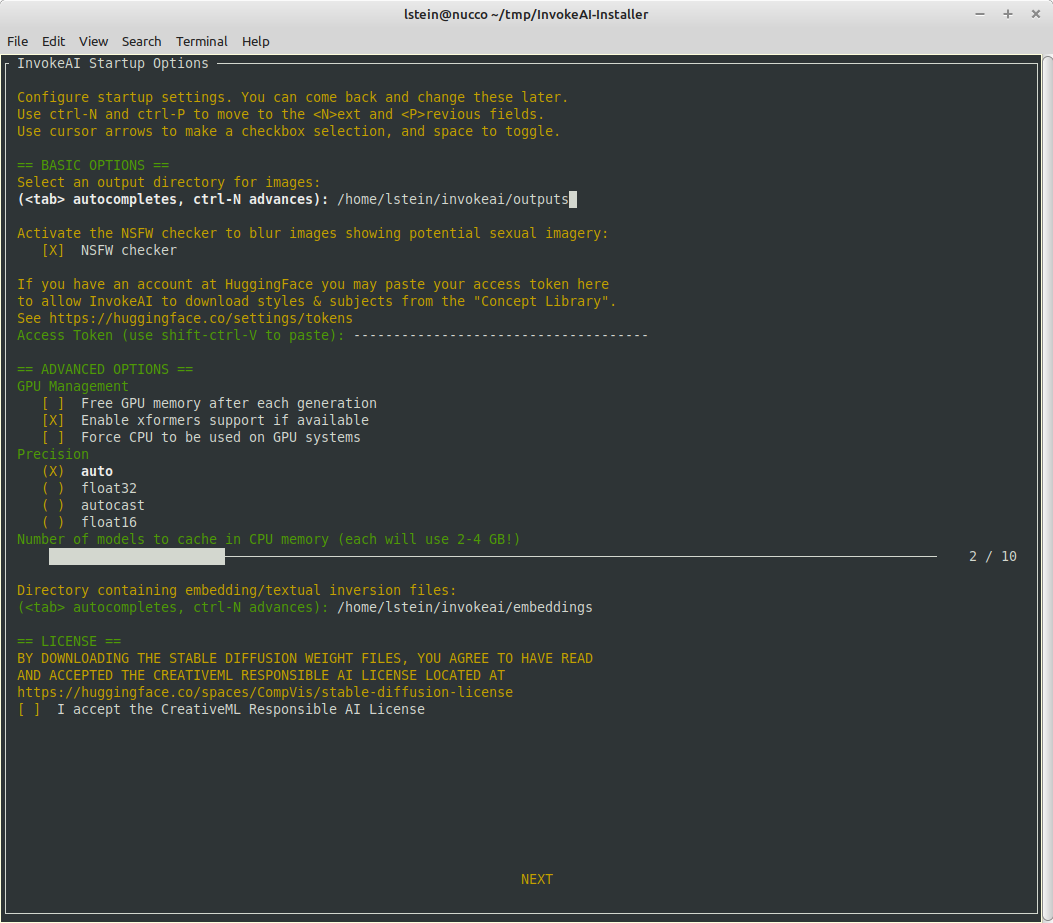 lstein@nucco ~/tmp/InvokeAI-Installer
File Edit View Search Terminal Help
InvokeAI Startup Options
Configure startup settings. You can come back and change these later.
Use ctrl-N and ctrl-P to move to the <N>ext and <P>revious fields.
Use cursor arrows to make a checkbox selection, and space to toggle.
== BASIC OPTIONS ==
Select an output directory for images:
(<tab> autocompletes, ctrl-N advances): /home/lstein/invokeai/outputs
Activate the NSFW checker to blur images showing potential sexual imagery:
[X] NSFW checker
If you have an account at HuggingFace you may paste your access token here
to allow InvokeAI to download styles & subjects from the "Concept Library".
See https://huggingface.co/settings/tokens
Access Token (use shift-ctrl-V to paste): -------------------------------------
== ADVANCED OPTIONS ==
GPU Management
[ ] Free GPU memory after each generation
[X] Enable xformers support if available
[ ] Force CPU to be used on GPU systems
Precision
(X) auto
( ) float32
( ) autocast
( ) float16
Number of models to cache in CPU memory (each will use 2-4 GB!)
2 / 10
Directory containing embedding/textual inversion files:
(<tab> autocompletes, ctrl-N advances): /home/lstein/invokeai/embeddings
== LICENSE ==
BY DOWNLOADING THE STABLE DIFFUSION WEIGHT FILES, YOU AGREE TO HAVE READ
AND ACCEPTED THE CREATIVEML RESPONSIBLE AI LICENSE LOCATED AT
https://huggingface.co/spaces/CompVis/stable-diffusion-license
[ ] I accept the CreativeML Responsible AI License
NEXT